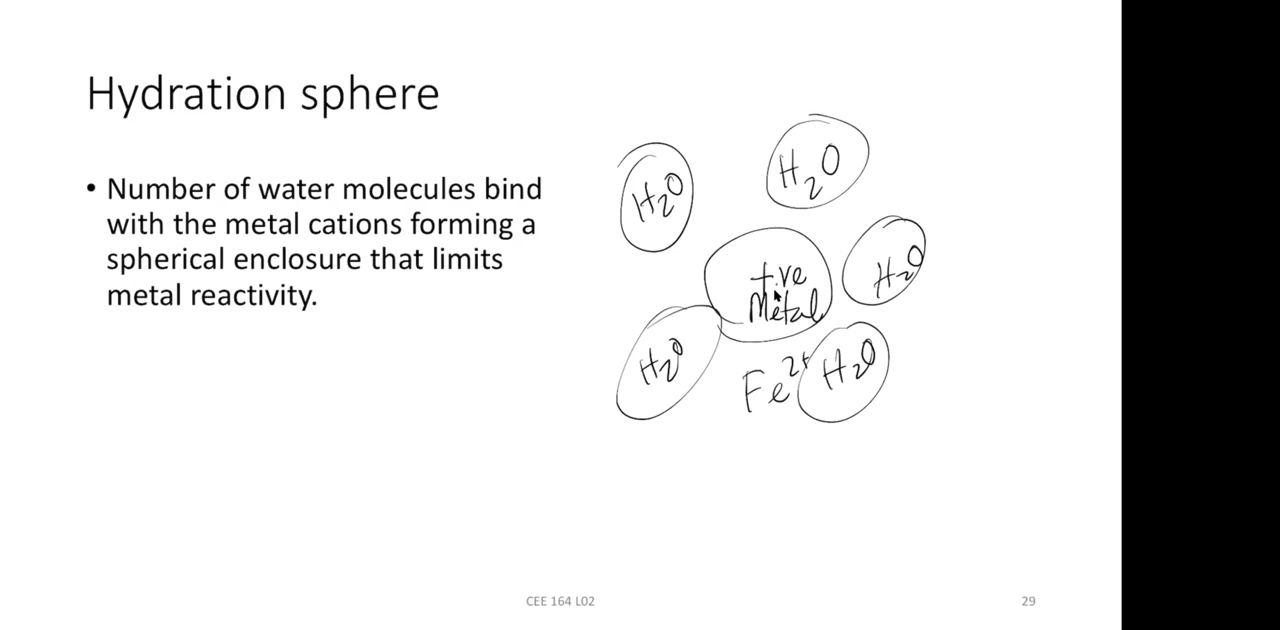 Hydration sphere
• Number of water molecules bind
with the metal cations forming a
spherical enclosure that limits
metal reactivity.
H2O
H2O
+ve
Metal
H2O
H2O
Fe2+
H2O
CEE 164 L02
29